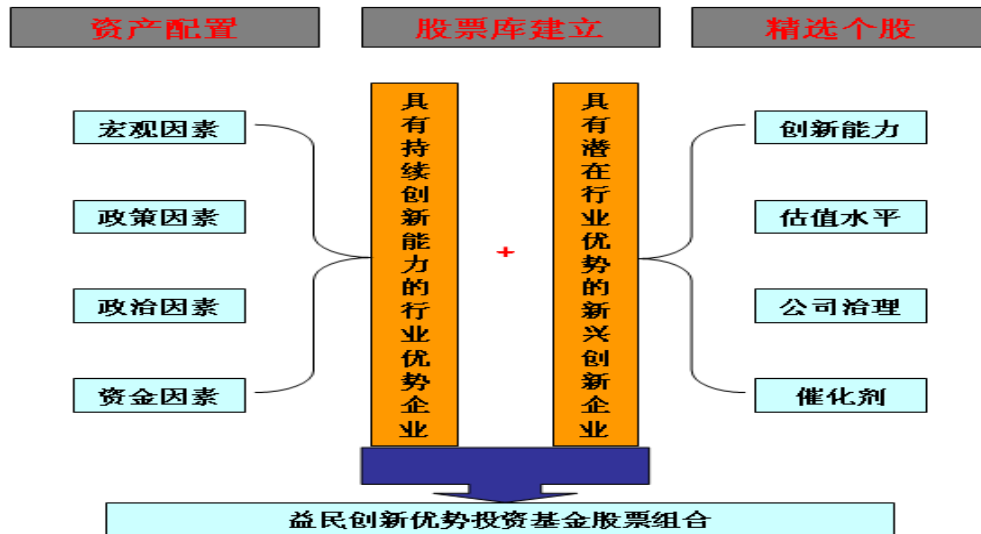 资产配置
股票库建立
精选个股
宏观因素
政策因素
政治因素
资金因素
具有持续创新能力的行业优势企业
+
具有潜在行业优势的新兴创新企业
创新能力
估值水平
公司治理
催化剂
益民创新优势投资基金股票组合